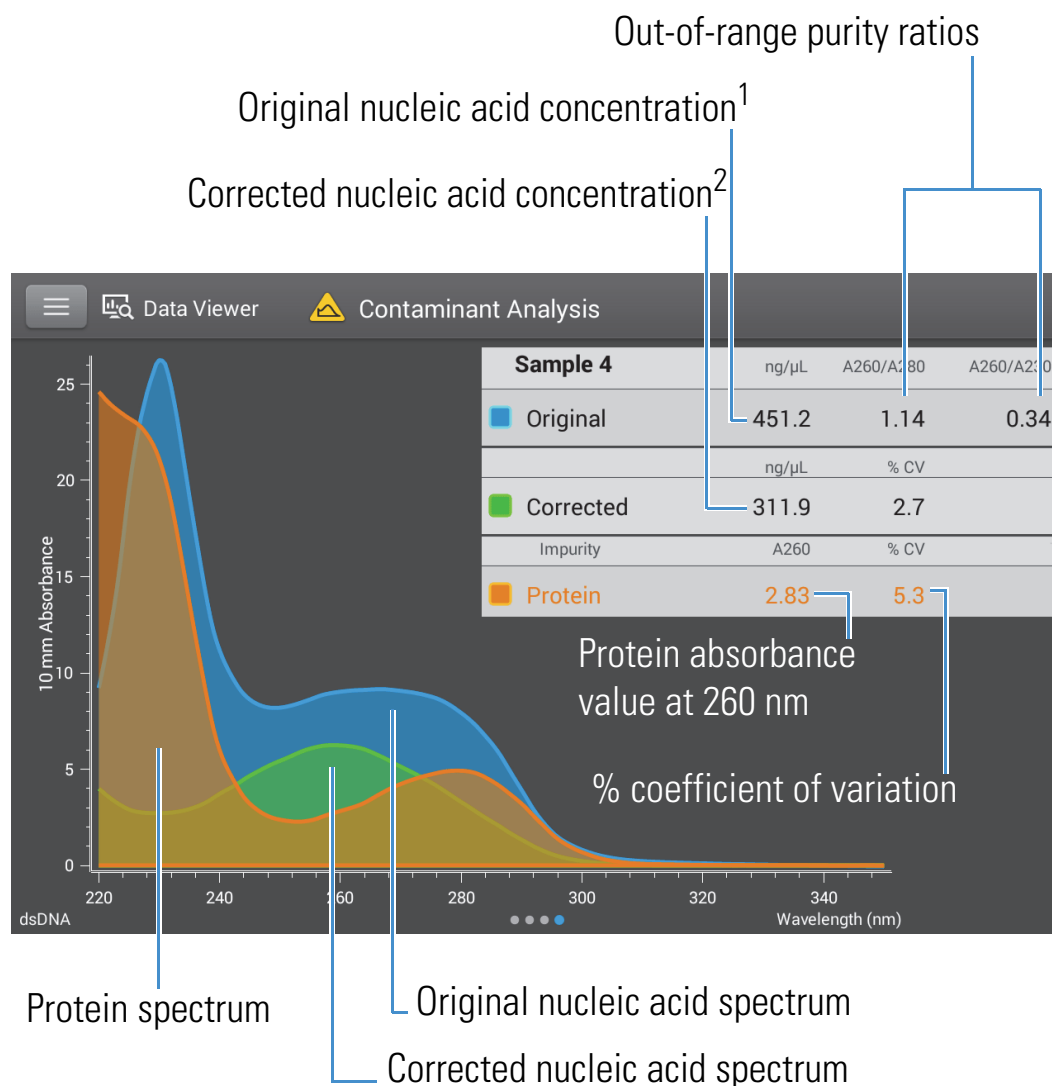 Out-of-range purity ratios
Original nucleic acid concentration1
Corrected nucleic acid concentration2
Data Viewer
Contaminant Analysis
Sample 4 ng/µL A260/A280 A260/A230
Original 451.2 1.14 0.34
ng/µL % CV
Corrected 311.9 2.7
Impurity A260 % CV
Protein 2.83 5.3
Protein absorbance
value at 260 nm
% coefficient of variation
10 mm Absorbance
25
20
15
10
5
0
220 240 260 280 300 320 340
dsDNA
Wavelength (nm)
Protein spectrum
Original nucleic acid spectrum
Corrected nucleic acid spectrum